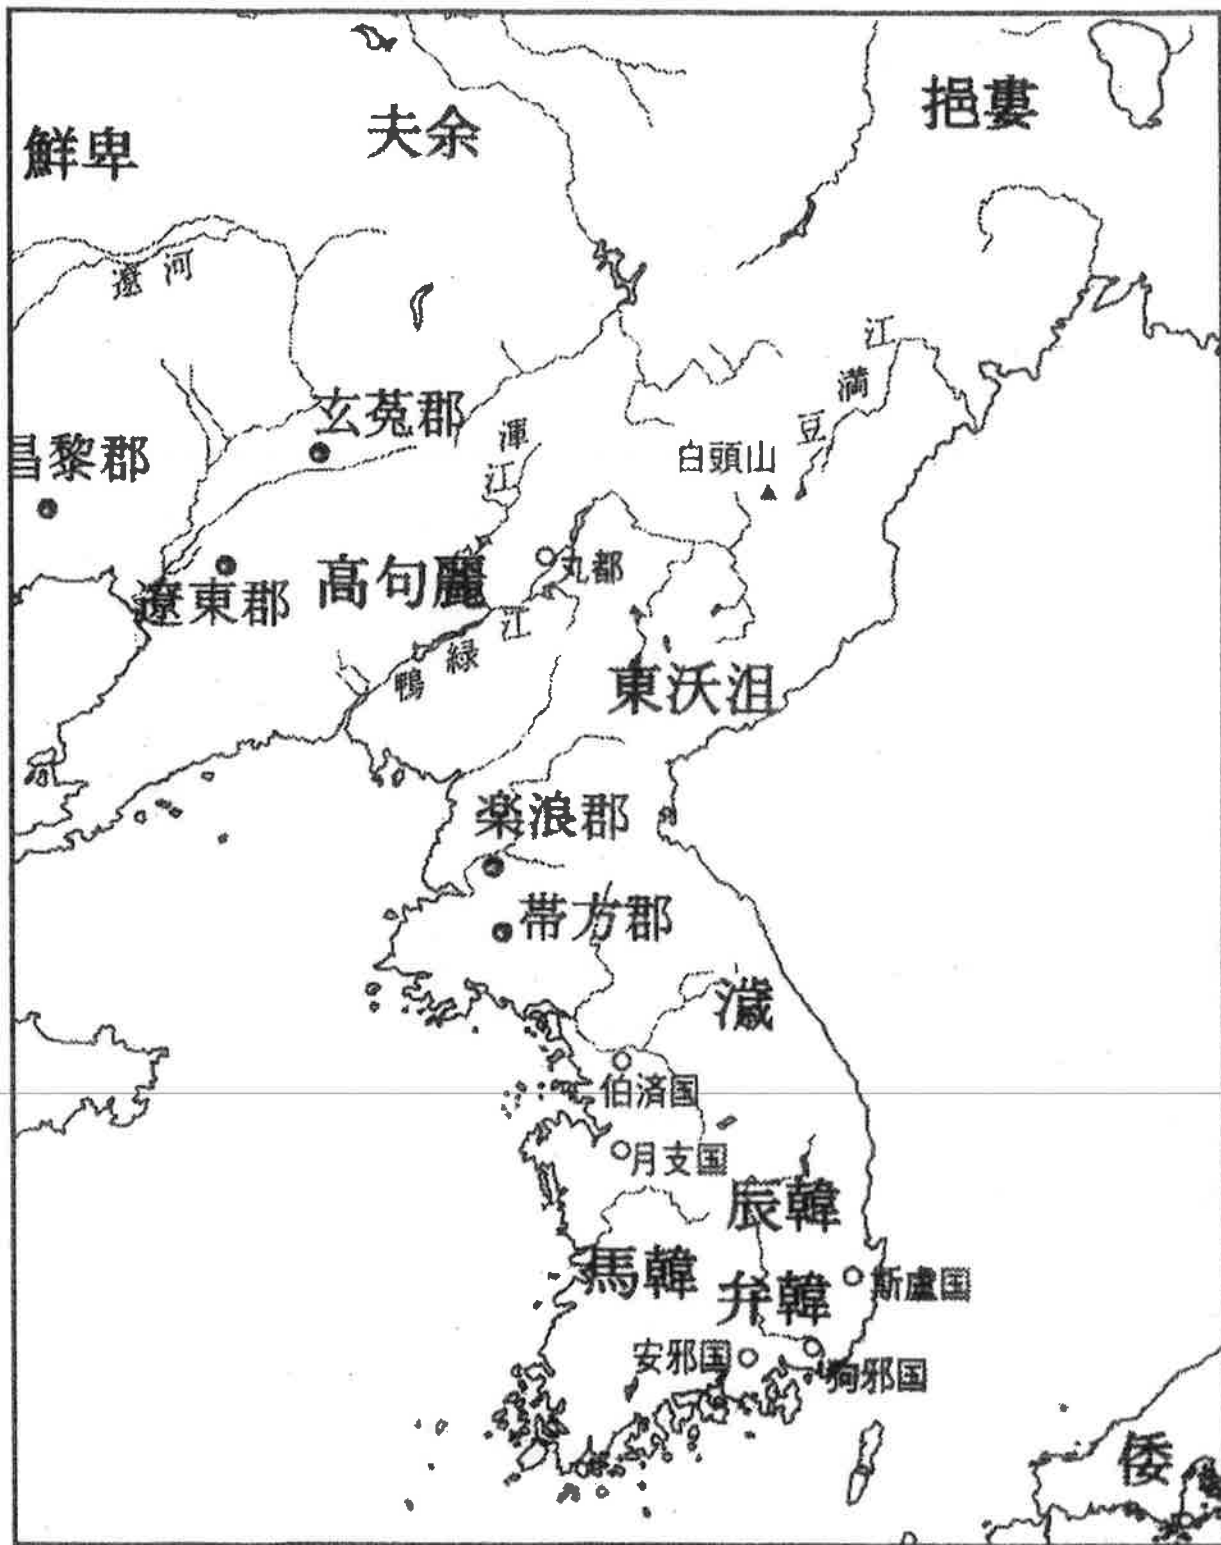 鮮卑
夫余
挹婁
遼河
玄菟郡
昌黎郡
渾江
豆満江
白頭山
遼東郡
高句麗
丸都
鴨緑江
東沃沮
楽浪郡
帯方郡
濊
伯済国
月支国
辰韓
馬韓
弁韓
斯盧国
安邪国
狗邪国
倭